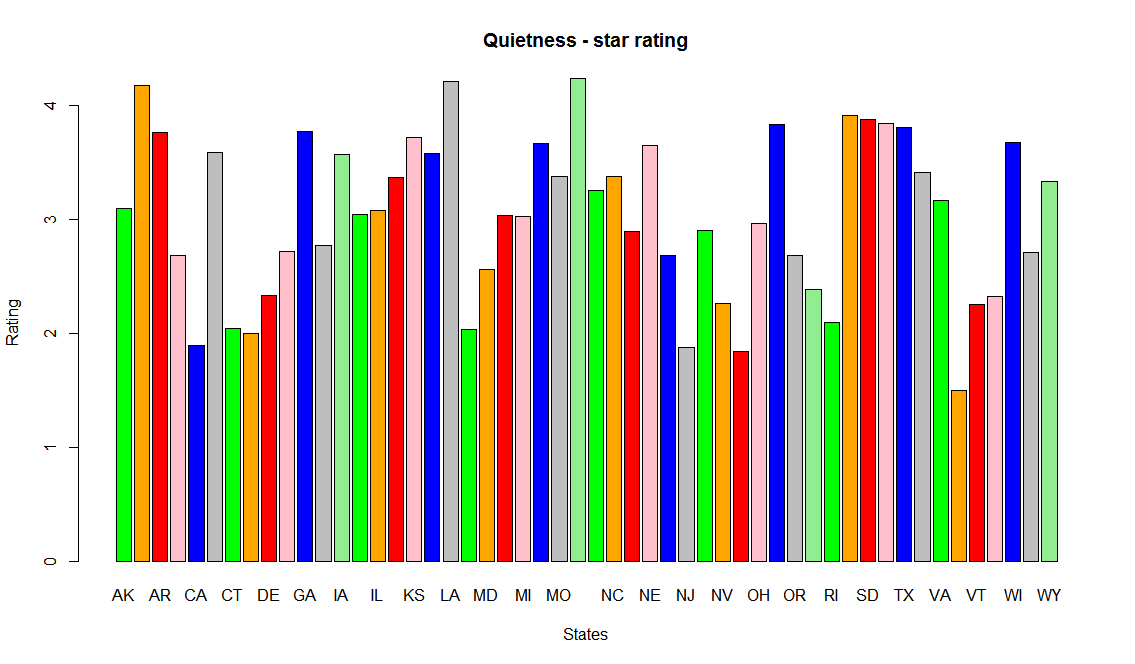 Quietness - star rating
4
3
2
1
0
Rating
AK AR CA CT DE GA IA IL KS LA MD MI MO NC NE NJ NV OH OR RI SD TX VA VT WI WY
States